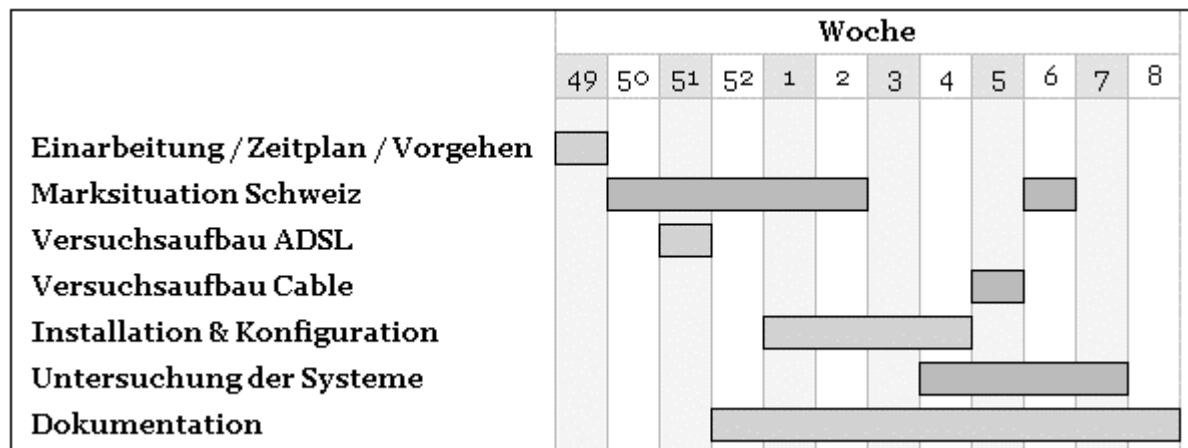 Woche
49 50 51 52 1 2 3 4 5 6 7 8
Einarbeitung / Zeitplan / Vorgehen
Marksituation Schweiz
Versuchsaufbau ADSL
Versuchsaufbau Cable
Installation & Konfiguration
Untersuchung der Systeme
Dokumentation